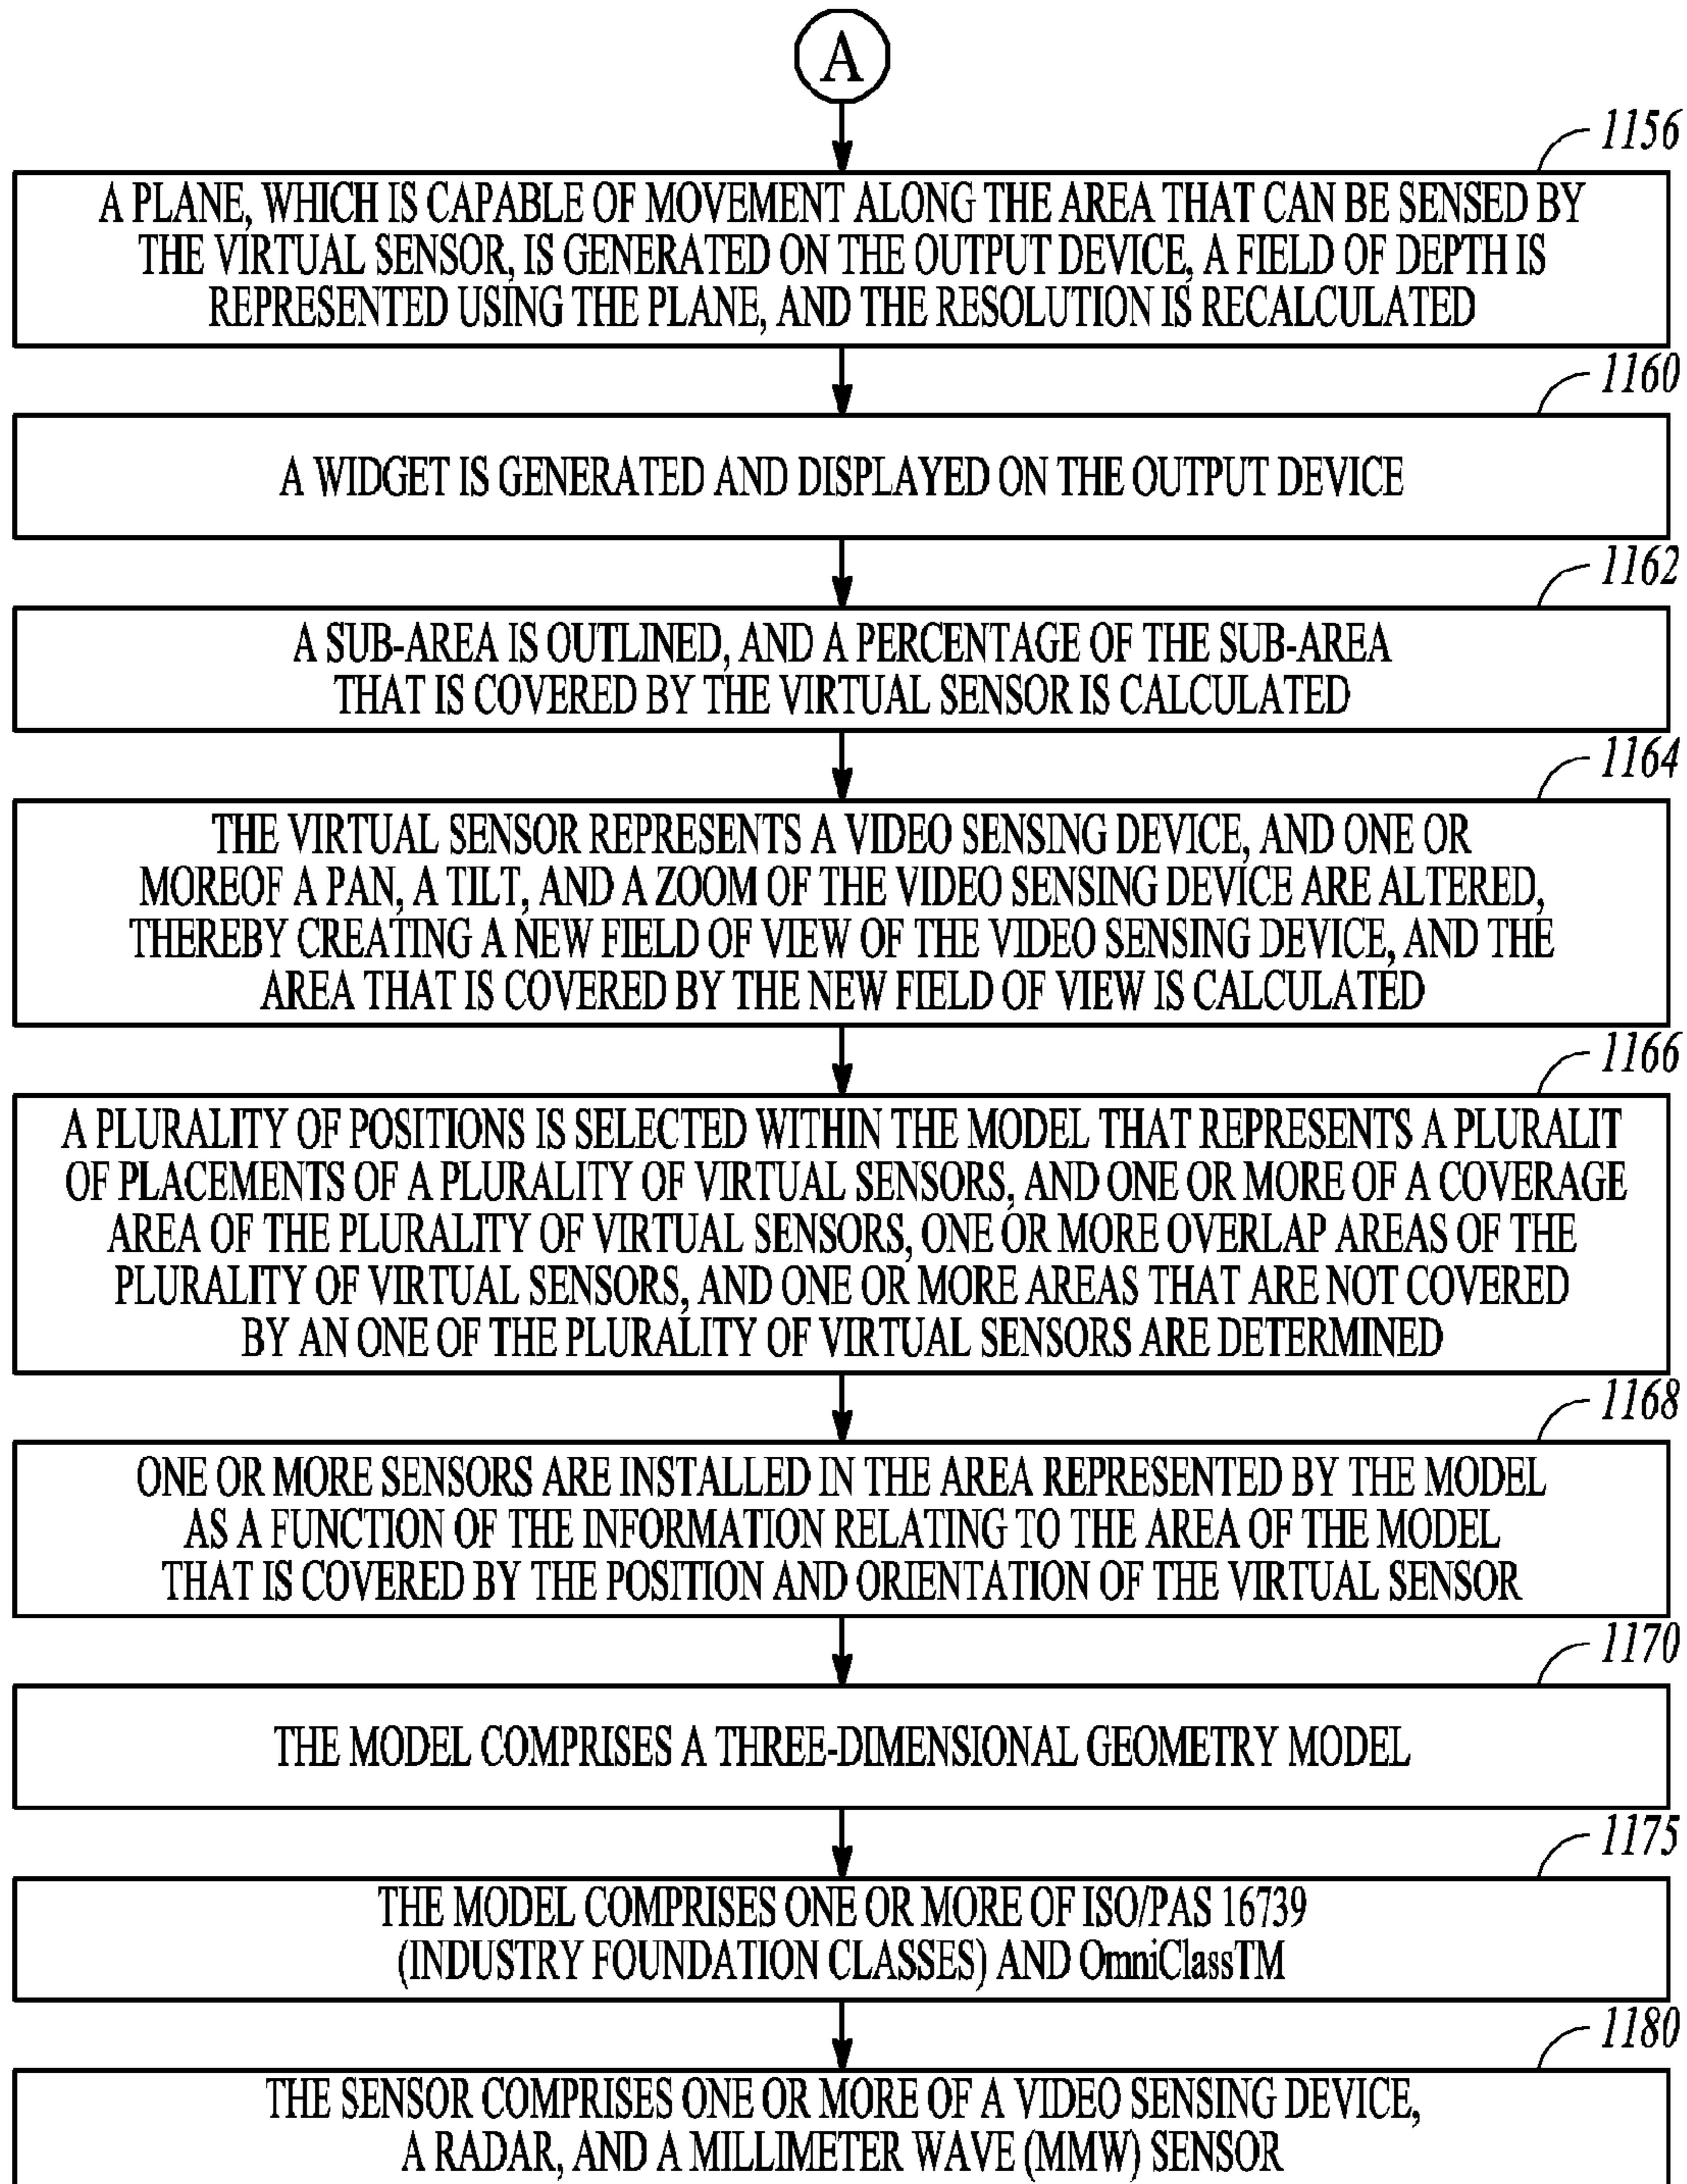 A
1156
A PLANE, WHICH IS CAPABLE OF MOVEMENT ALONG THE AREA THAT CAN BE SENSED BY
THE VIRTUAL SENSOR, IS GENERATED ON THE OUTPUT DEVICE, A FIELD OF DEPTH IS
REPRESENTED USING THE PLANE, AND THE RESOLUTION IS RECALCULATED
1160
A WIDGET IS GENERATED AND DISPLAYED ON THE OUTPUT DEVICE
1162
A SUB-AREA IS OUTLINED, AND A PERCENTAGE OF THE SUB-AREA
THAT IS COVERED BY THE VIRTUAL SENSOR IS CALCULATED
1164
THE VIRTUAL SENSOR REPRESENTS A VIDEO SENSING DEVICE, AND ONE OR
MOREOF A PAN, A TILT, AND A ZOOM OF THE VIDEO SENSING DEVICE ARE ALTERED,
THEREBY CREATING A NEW FIELD OF VIEW OF THE VIDEO SENSING DEVICE, AND THE
AREA THAT IS COVERED BY THE NEW FIELD OF VIEW IS CALCULATED
1166
A PLURALITY OF POSITIONS IS SELECTED WITHIN THE MODEL THAT REPRESENTS A PLURALIT
OF PLACEMENTS OF A PLURALITY OF VIRTUAL SENSORS, AND ONE OR MORE OF A COVERAGE
AREA OF THE PLURALITY OF VIRTUAL SENSORS, ONE OR MORE OVERLAP AREAS OF THE
PLURALITY OF VIRTUAL SENSORS, AND ONE OR MORE AREAS THAT ARE NOT COVERED
BY AN ONE OF THE PLURALITY OF VIRTUAL SENSORS ARE DETERMINED
1168
ONE OR MORE SENSORS ARE INSTALLED IN THE AREA REPRESENTED BY THE MODEL
AS A FUNCTION OF THE INFORMATION RELATING TO THE AREA OF THE MODEL
THAT IS COVERED BY THE POSITION AND ORIENTATION OF THE VIRTUAL SENSOR
1170
THE MODEL COMPRISES A THREE-DIMENSIONAL GEOMETRY MODEL
1175
THE MODEL COMPRISES ONE OR MORE OF ISO/PAS 16739
(INDUSTRY FOUNDATION CLASSES) AND OmniClassTM
1180
THE SENSOR COMPRISES ONE OR MORE OF A VIDEO SENSING DEVICE,
A RADAR, AND A MILLIMETER WAVE (MMW) SENSOR